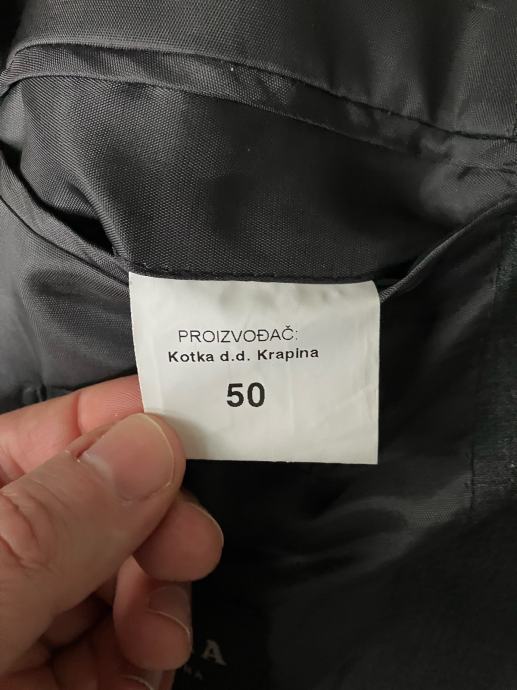 PROIZVOĐAČ:
Kotka d.d. Krapina
50